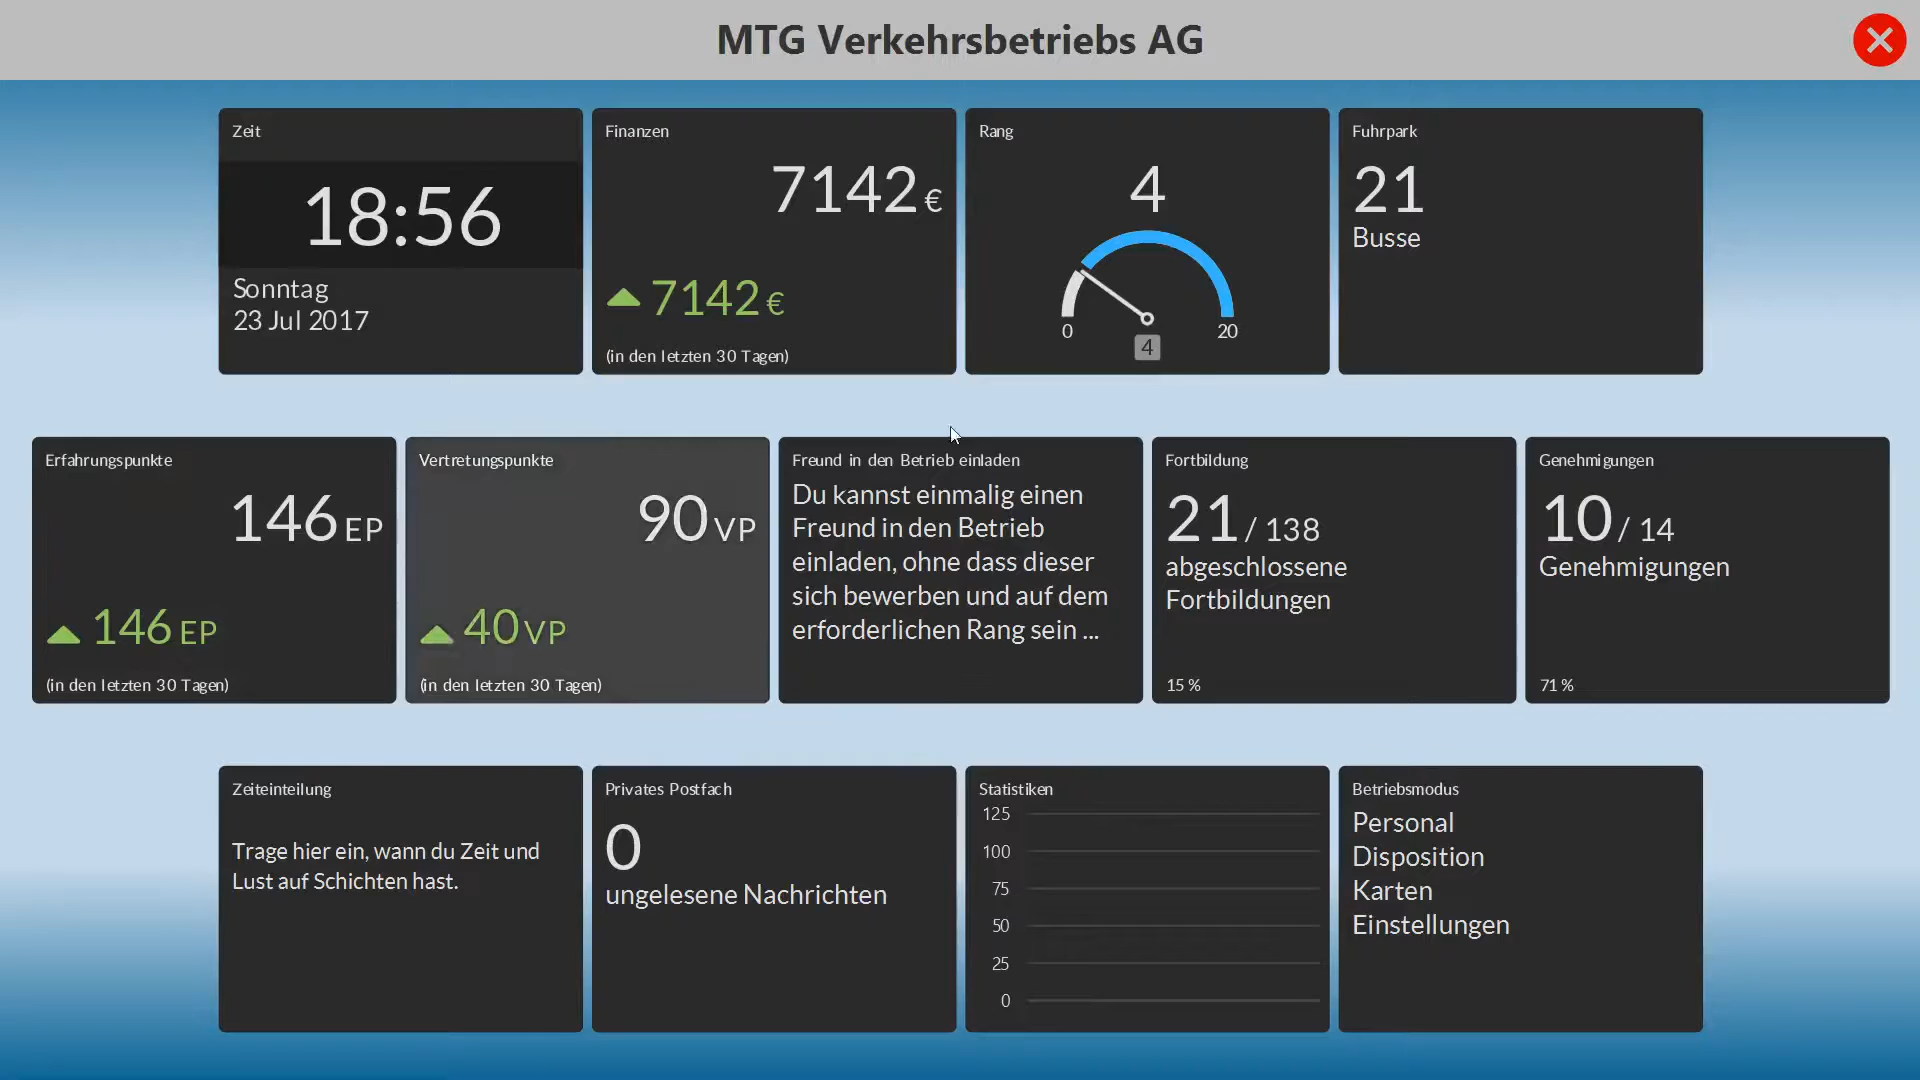 MTG Verkehrsbetriebs AG
Zeit
18:56
Sonntag
23 Jul 2017
Finanzen
7142 €
7142 €
(in den letzten 30 Tagen)
Rang
4
0
20
4
Fuhrpark
21
Busse
Erfahrungspunkte
146 EP
146 EP
(in den letzten 30 Tagen)
Vertretungspunkte
90 VP
40 VP
(in den letzten 30 Tagen)
Freund in den Betrieb einladen
Du kannst einmalig einen
Freund in den Betrieb
einladen, ohne dass dieser
sich bewerben und auf dem
erforderlichen Rang sein ...
Fortbildung
21 / 138
abgeschlossene
Fortbildungen
15 %
Genehmigungen
10 / 14
Genehmigungen
71 %
Zeiteinteilung
Trage hier ein, wann du Zeit und
Lust auf Schichten hast.
Privates Postfach
0
ungelesene Nachrichten
Statistiken
125
100
75
50
25
0
Betriebsmodus
Personal
Disposition
Karten
Einstellungen